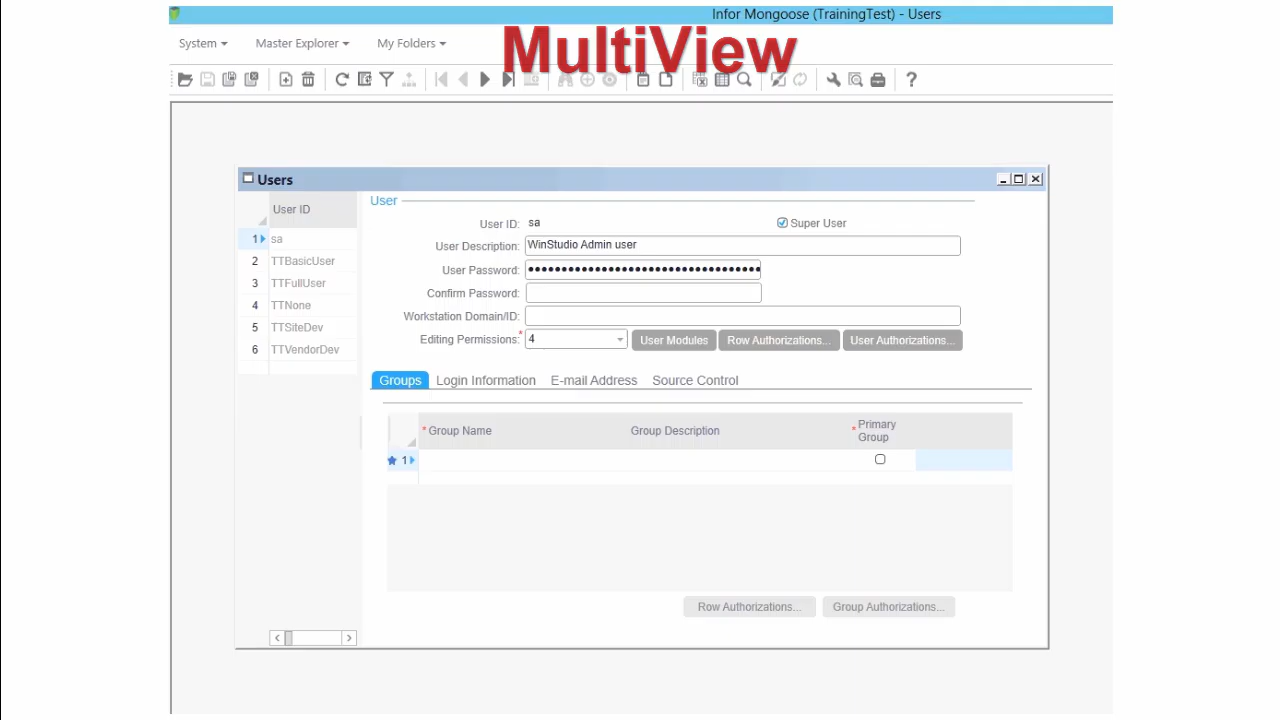 Infor Mongoose (TrainingTest) - Users
System Master Explorer My Folders
MultiView
Users
User ID
1 sa
2 TTBasicUser
3 TTFullUser
4 TTNone
5 TTSiteDev
6 TTVendorDev
User
User ID: sa Super User
User Description: WinStudio Admin user
User Password: ●●●●●●●●●●●●●●●●●●●●●●●●●●●●●●●●●●●
Confirm Password:
Workstation Domain/ID:
Editing Permissions: * 4 User Modules Row Authorizations... User Authorizations...
Groups Login Information E-mail Address Source Control
* Group Name Group Description * Primary Group
1
Row Authorizations... Group Authorizations...